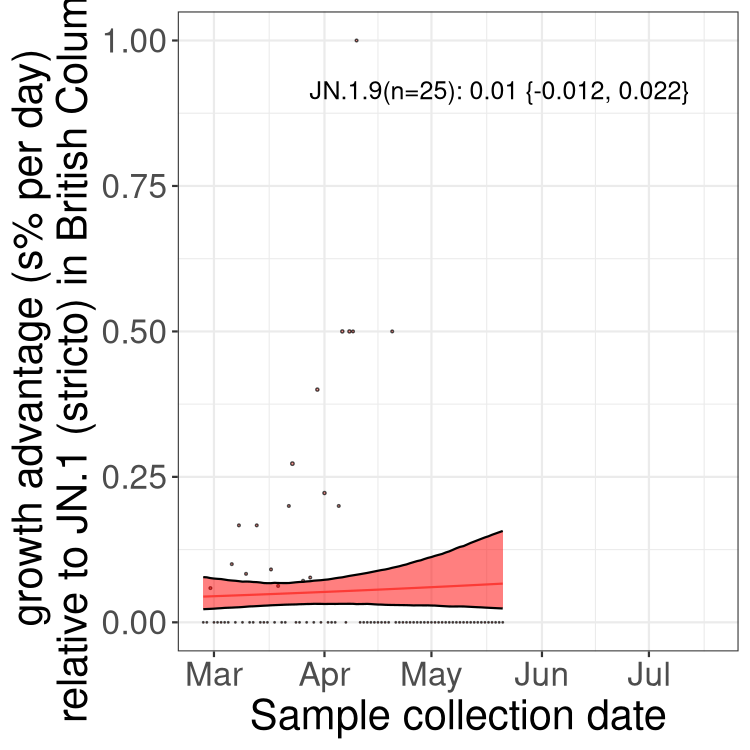 growth advantage (s% per day)
relative to JN.1 (stricto) in British Colum
1.00
0.75
0.50
0.25
0.00
JN.1.9(n=25): 0.01 {-0.012, 0.022}
Mar Apr May Jun Jul
Sample collection date